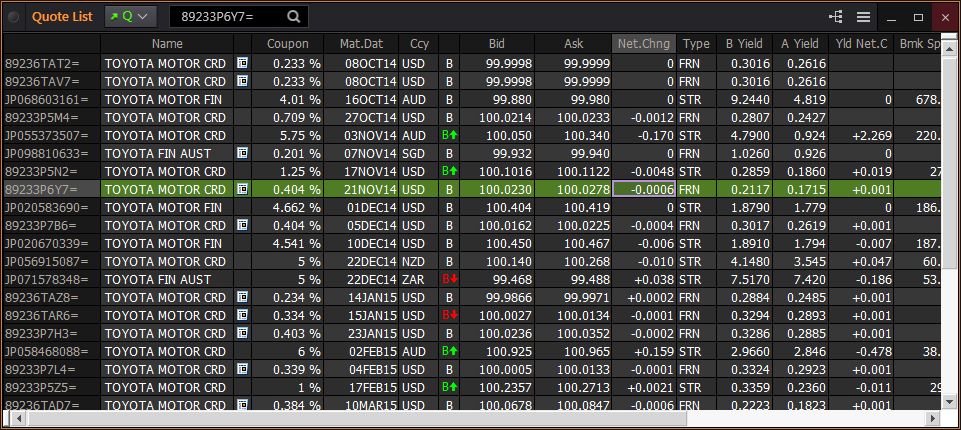 Quote List Q 89233P6Y7=
Name Coupon Mat.Dat Ccy Bid Ask Net.Chng Type B Yield A Yield Yld Net.C Bmk Sp
89236TAT2= TOYOTA MOTOR CRD 0.233 % 08OCT14 USD B 99.9998 99.9999 0 FRN 0.3016 0.2616
89236TAV7= TOYOTA MOTOR CRD 0.233 % 08OCT14 USD B 99.9998 99.9999 0 FRN 0.3016 0.2616
JP068603161= TOYOTA MOTOR FIN 4.01 % 16OCT14 AUD B 99.880 99.980 0 STR 9.2440 4.819 0 678.
89233P5M4= TOYOTA MOTOR CRD 0.709 % 27OCT14 USD B 100.0214 100.0233 -0.0012 FRN 0.2807 0.2427
JP055373507= TOYOTA MOTOR CRD 5.75 % 03NOV14 AUD B 100.050 100.340 -0.170 STR 4.7900 0.924 +2.269 220.
JP098810633= TOYOTA FIN AUST 0.201 % 07NOV14 SGD B 99.932 99.940 0 FRN 1.0260 0.926 0
89233P5N2= TOYOTA MOTOR CRD 1.25 % 17NOV14 USD B 100.1016 100.1122 -0.0048 STR 0.2859 0.1860 +0.019 27
89233P6Y7= TOYOTA MOTOR CRD 0.404 % 21NOV14 USD B 100.0230 100.0278 -0.0006 FRN 0.2117 0.1715 +0.001
JP020583690= TOYOTA MOTOR FIN 4.662 % 01DEC14 USD B 100.404 100.419 0 STR 1.8790 1.779 0 186.
89233P7B6= TOYOTA MOTOR CRD 0.404 % 05DEC14 USD B 100.0162 100.0225 -0.0004 FRN 0.3017 0.2619 +0.001
JP020670339= TOYOTA MOTOR FIN 4.541 % 10DEC14 USD B 100.450 100.467 -0.006 STR 1.8910 1.794 -0.007 187.
JP056915087= TOYOTA MOTOR CRD 5 % 22DEC14 NZD B 100.140 100.268 -0.010 STR 4.1480 3.545 +0.047 60.
JP071578348= TOYOTA FIN AUST 5 % 22DEC14 ZAR B 99.468 99.488 +0.038 STR 7.5170 7.420 -0.186 53.
89236TAZ8= TOYOTA MOTOR CRD 0.234 % 14JAN15 USD B 99.9866 99.9971 +0.0002 FRN 0.2884 0.2485 +0.001
89236TAR6= TOYOTA MOTOR CRD 0.334 % 15JAN15 USD B 100.0027 100.0134 -0.0001 FRN 0.3294 0.2893 +0.001
89233P7H3= TOYOTA MOTOR CRD 0.403 % 23JAN15 USD B 100.0236 100.0352 -0.0002 FRN 0.3286 0.2885 +0.001
JP058468088= TOYOTA MOTOR CRD 6 % 02FEB15 AUD B 100.925 100.965 +0.159 STR 2.9660 2.846 -0.478 38.
89233P7L4= TOYOTA MOTOR CRD 0.339 % 04FEB15 USD B 100.0005 100.0133 -0.0001 FRN 0.3324 0.2923 +0.001
89233P5Z5= TOYOTA MOTOR CRD 1 % 17FEB15 USD B 100.2357 100.2713 +0.0021 STR 0.3359 0.2360 -0.011 29
89236TAD7= TOYOTA MOTOR CRD 0.384 % 10MAR15 USD B 100.0678 100.0847 -0.0006 FRN 0.2223 0.1823 +0.001